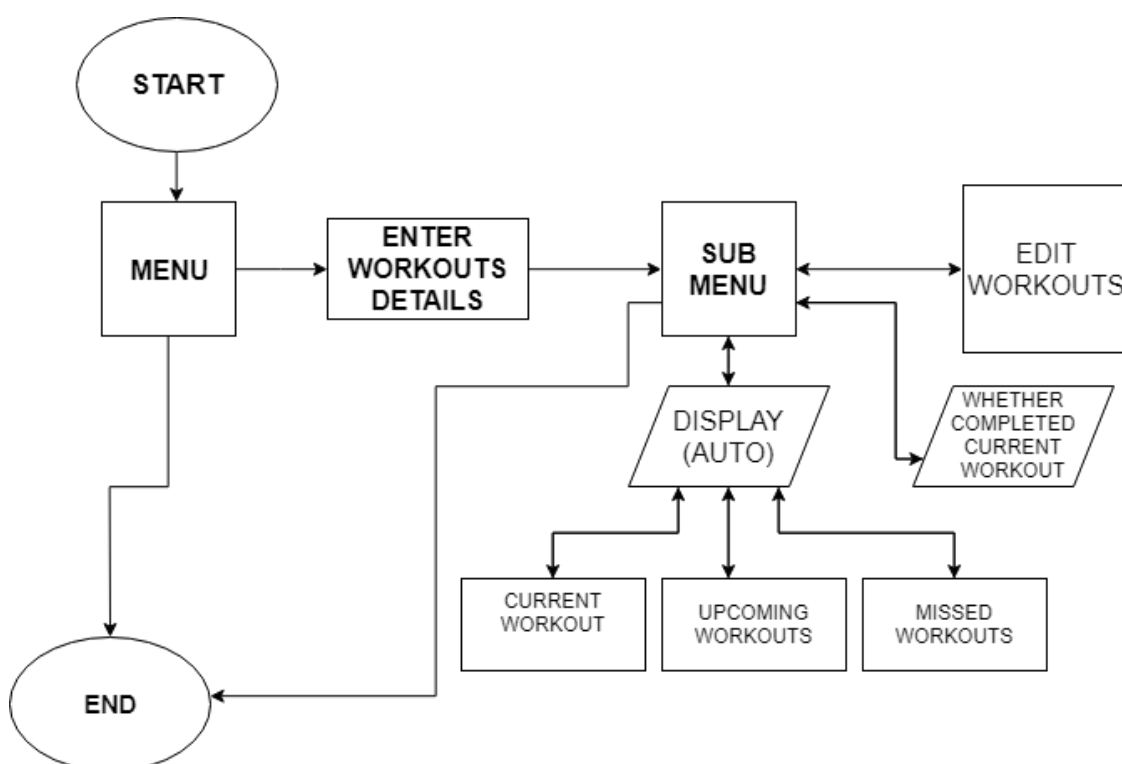 START
MENU
ENTER
WORKOUTS
DETAILS
SUB
MENU
EDIT
WORKOUTS
DISPLAY
(AUTO)
WHETHER
COMPLETED
CURRENT
WORKOUT
CURRENT
WORKOUT
UPCOMING
WORKOUTS
MISSED
WORKOUTS
END